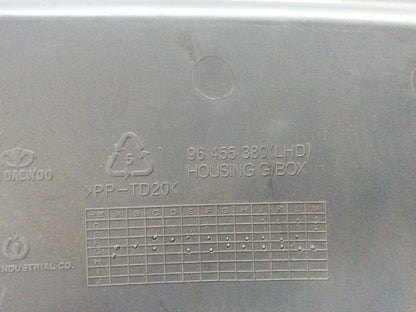 5
96 455 380(LHD)
HOUSING G/BOX
DAEWOO
>PP-TD20<
A B C D E F G H I J K L M
INDUSTRIAL CO.